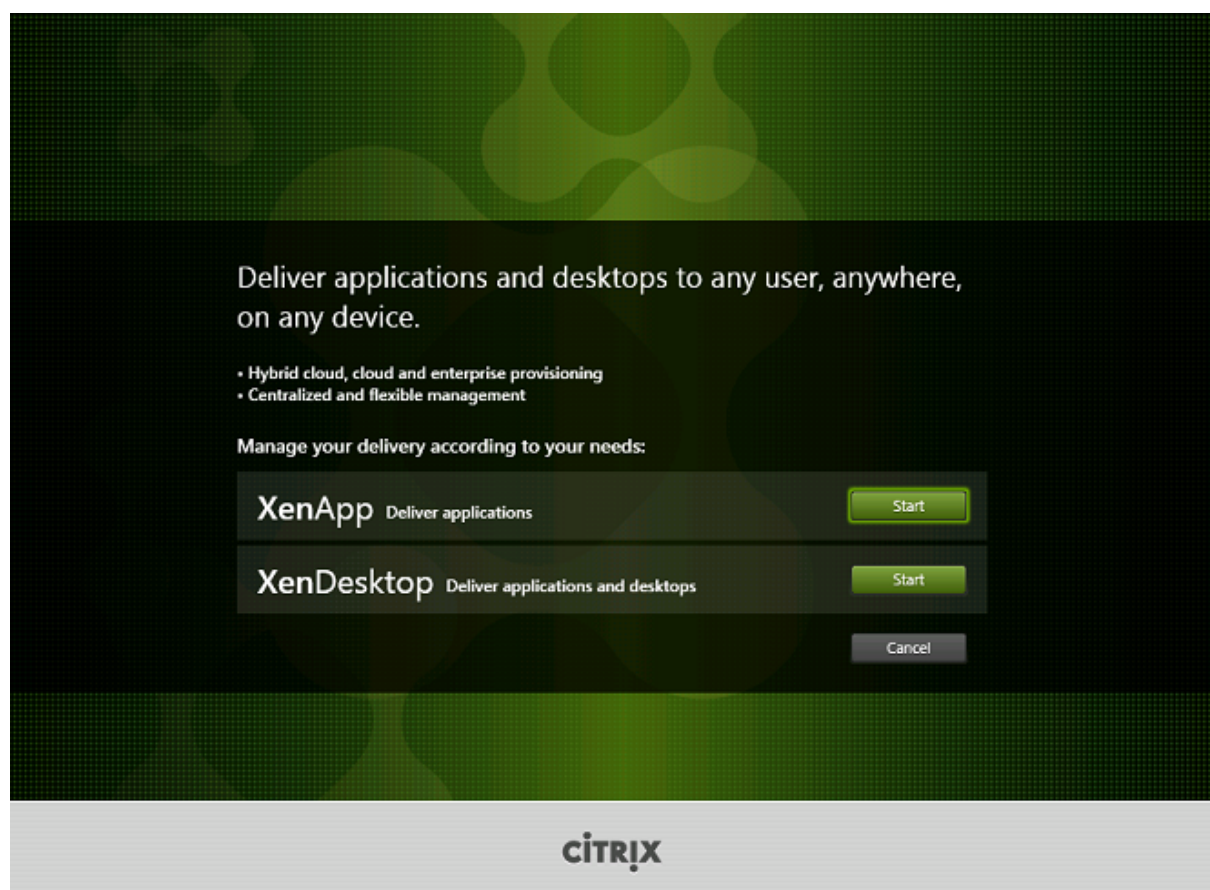 Deliver applications and desktops to any user, anywhere,
on any device.
• Hybrid cloud, cloud and enterprise provisioning
• Centralized and flexible management
Manage your delivery according to your needs:
XenApp Deliver applications Start
XenDesktop Deliver applications and desktops Start
Cancel
CITRIX